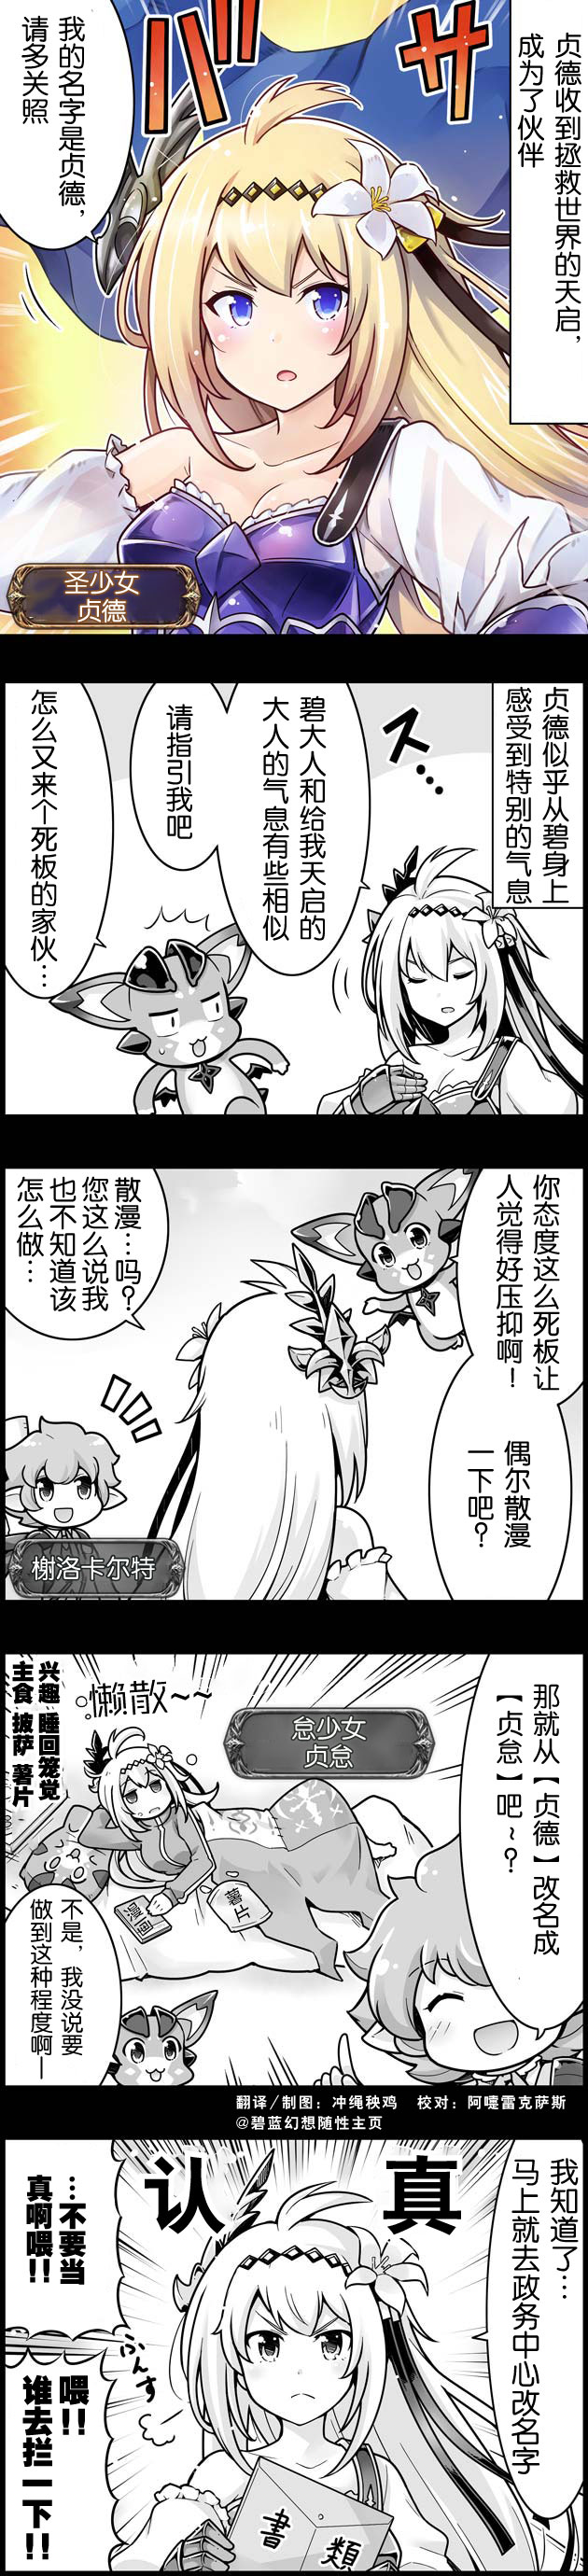 贞德收到拯救世界的天启，
成为了伙伴
サ!!!
我的名字是贞德，
请多关照
圣少女
贞德
贞德似乎从碧身上
感受到特别的气息
ス…
碧大人和给我天启的
大人的气息有些相似
请指引我吧
怎么又来个死板的家伙…
你态度这么死板让
人觉得好压抑啊！
偶尔散漫
一下吧？
散漫…吗？
您这么说我
也不知道该
怎么做…
榭洛卡尔特
那就从【贞德】改名成
【贞怠】吧~？
怠少女
贞怠
懒散~~
兴趣 睡回笼觉
主食 披萨 薯片
漫画
薯片
不是，我没说要
做到这种程度啊—
翻译/制图：冲绳秧鸡 校对：阿嚏雷克萨斯
@碧蓝幻想随性主页
我知道了…
马上就去政务中心改名字
认真
…不要当
真啊喂!!
ふんす
喂!!
谁去拦一下!!
書類